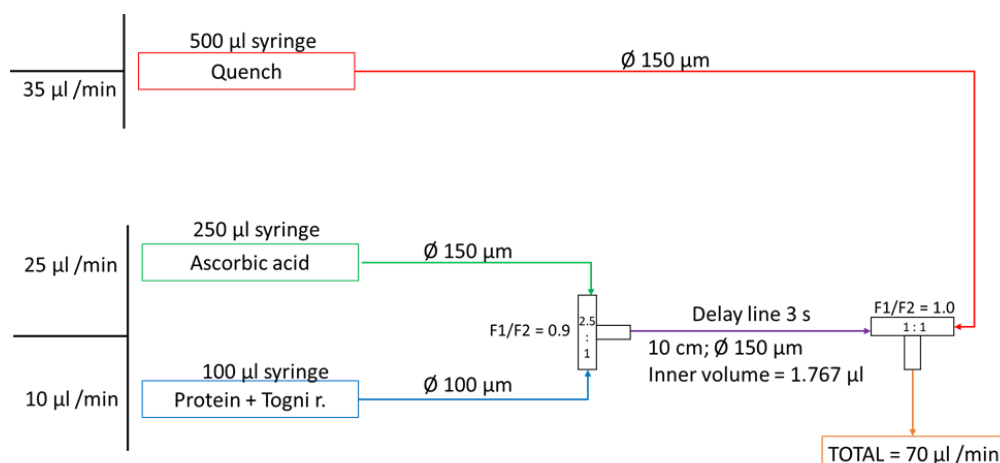 500 µl syringe
Quench
Ø 150 µm
35 µl /min
250 µl syringe
Ascorbic acid
Ø 150 µm
25 µl /min
F1/F2 = 0.9
2.5
:
1
Delay line 3 s
10 cm; Ø 150 µm
Inner volume = 1.767 µl
F1/F2 = 1.0
1 : 1
100 µl syringe
Protein + Togni r.
Ø 100 µm
10 µl /min
TOTAL = 70 µl /min